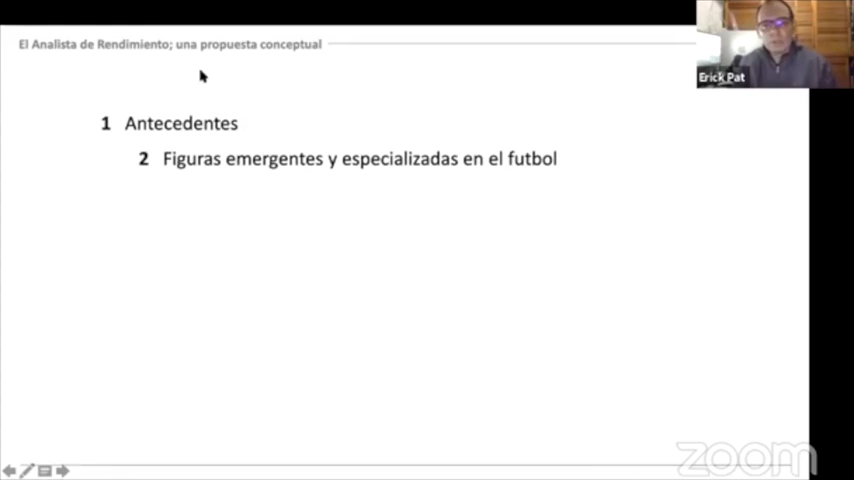 El Analista de Rendimiento; una propuesta conceptual
Erick Pat
1 Antecedentes
2 Figuras emergentes y especializadas en el futbol
zoom